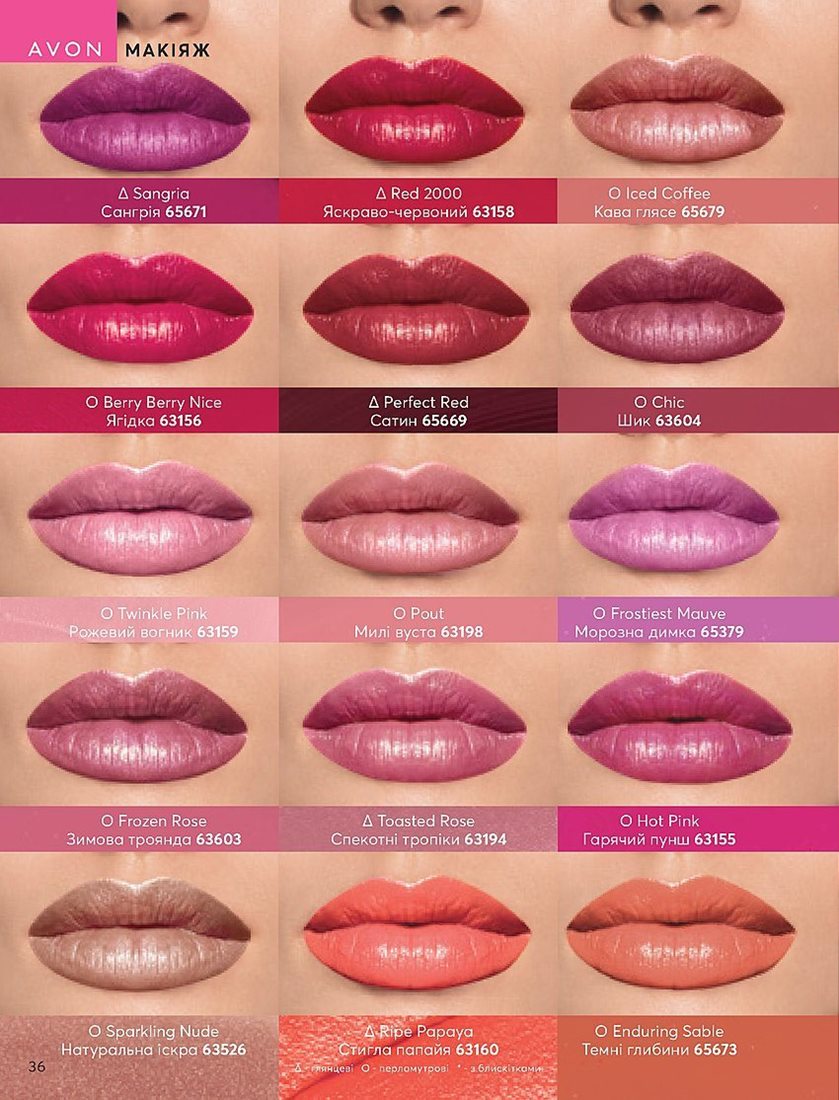 AVON МАКІЯЖ
Δ Sangria
Сангрія 65671
Δ Red 2000
Яскраво-червоний 63158
O Iced Coffee
Кава глясе 65679
O Berry Berry Nice
Ягідка 63156
Δ Perfect Red
Сатин 65669
O Chic
Шик 63604
O Twinkle Pink
Рожевий вогник 63159
O Pout
Милі вуста 63198
O Frostiest Mauve
Морозна димка 65379
O Frozen Rose
Зимова троянда 63603
Δ Toasted Rose
Спекотні тропіки 63194
O Hot Pink
Гарячий пунш 63155
O Sparkling Nude
Натуральна іскра 63526
Δ Ripe Papaya
Стигла папайя 63160
O Enduring Sable
Темні глибини 65673
Δ - глянцеві O - перломутрові * - з блискітками
36